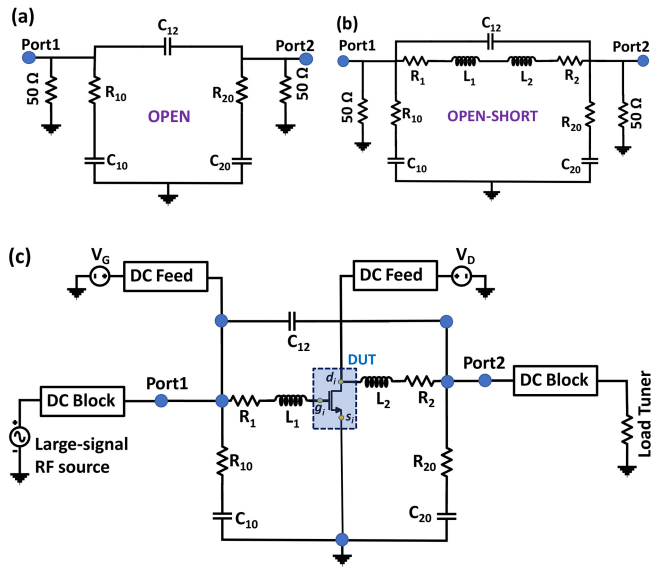 (a)
C12
Port1
Port2
50 Ω
R10
R20
50 Ω
OPEN
C10
C20
(b)
C12
Port1
Port2
R1
L1
L2
R2
50 Ω
R10
OPEN-SHORT
R20
50 Ω
C10
C20
(c)
VG
DC Feed
DC Feed
VD
C12
DUT
Port1
Port2
DC Block
DC Block
di
gi
si
R1
L1
L2
R2
Large-signal
RF source
R10
R20
Load Tuner
C10
C20